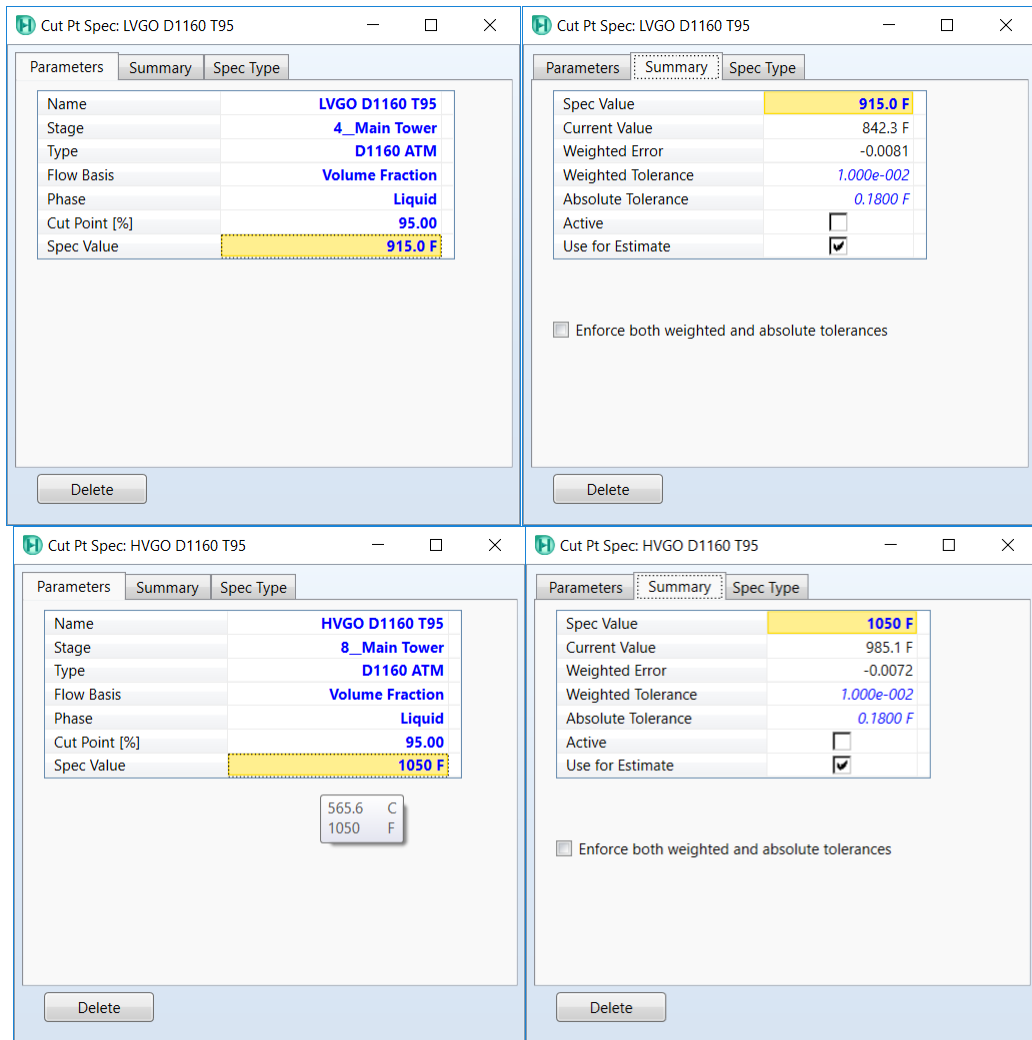 Cut Pt Spec: LVGO D1160 T95
Parameters Summary Spec Type
Name LVGO D1160 T95
Stage 4__Main Tower
Type D1160 ATM
Flow Basis Volume Fraction
Phase Liquid
Cut Point [%] 95.00
Spec Value 915.0 F
Delete
Cut Pt Spec: LVGO D1160 T95
Parameters Summary Spec Type
Spec Value 915.0 F
Current Value 842.3 F
Weighted Error -0.0081
Weighted Tolerance 1.000e-002
Absolute Tolerance 0.1800 F
Active
Use for Estimate
Enforce both weighted and absolute tolerances
Delete
Cut Pt Spec: HVGO D1160 T95
Parameters Summary Spec Type
Name HVGO D1160 T95
Stage 8__Main Tower
Type D1160 ATM
Flow Basis Volume Fraction
Phase Liquid
Cut Point [%] 95.00
Spec Value 1050 F
565.6 C
1050 F
Delete
Cut Pt Spec: HVGO D1160 T95
Parameters Summary Spec Type
Spec Value 1050 F
Current Value 985.1 F
Weighted Error -0.0072
Weighted Tolerance 1.000e-002
Absolute Tolerance 0.1800 F
Active
Use for Estimate
Enforce both weighted and absolute tolerances
Delete